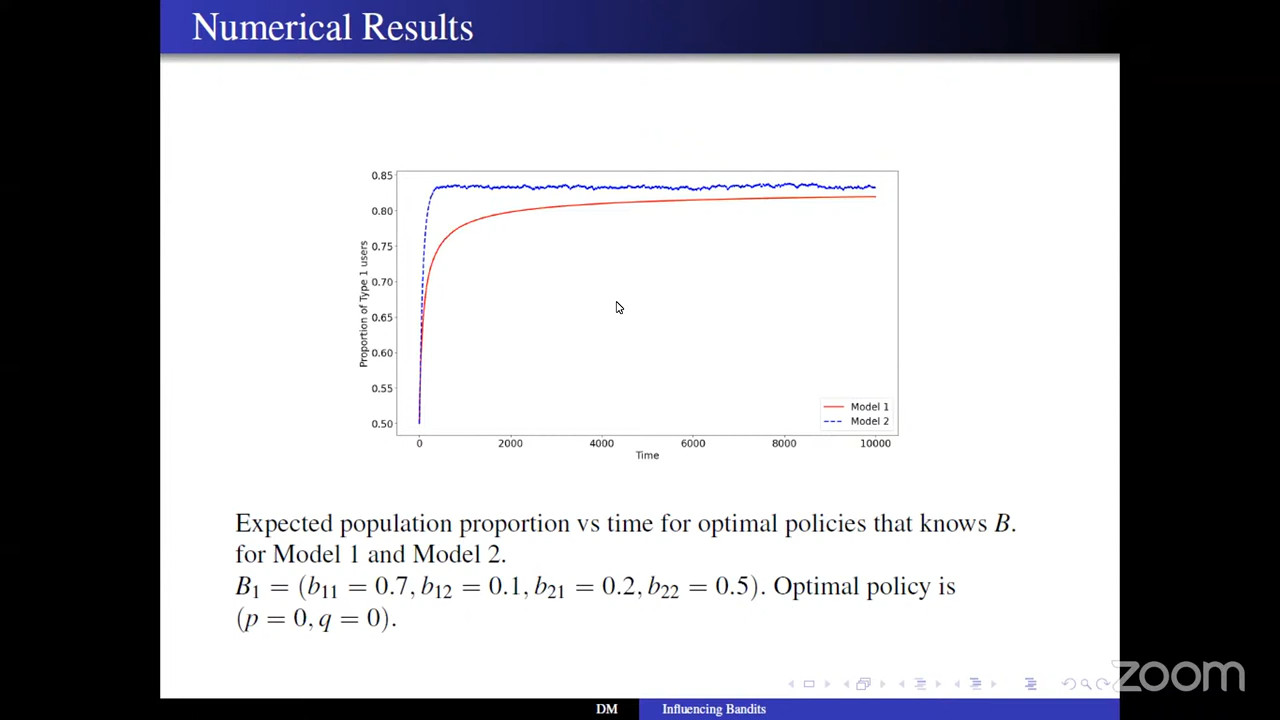 Numerical Results
0.85
0.80
0.75
0.70
0.65
0.60
0.55
0.50
Proportion of Type 1 users
Model 1
Model 2
0 2000 4000 6000 8000 10000
Time
Expected population proportion vs time for optimal policies that knows B.
for Model 1 and Model 2.
B₁ = (b₁₁ = 0.7, b₁₂ = 0.1, b₂₁ = 0.2, b₂₂ = 0.5). Optimal policy is
(p = 0, q = 0).
zoom
DM Influencing Bandits